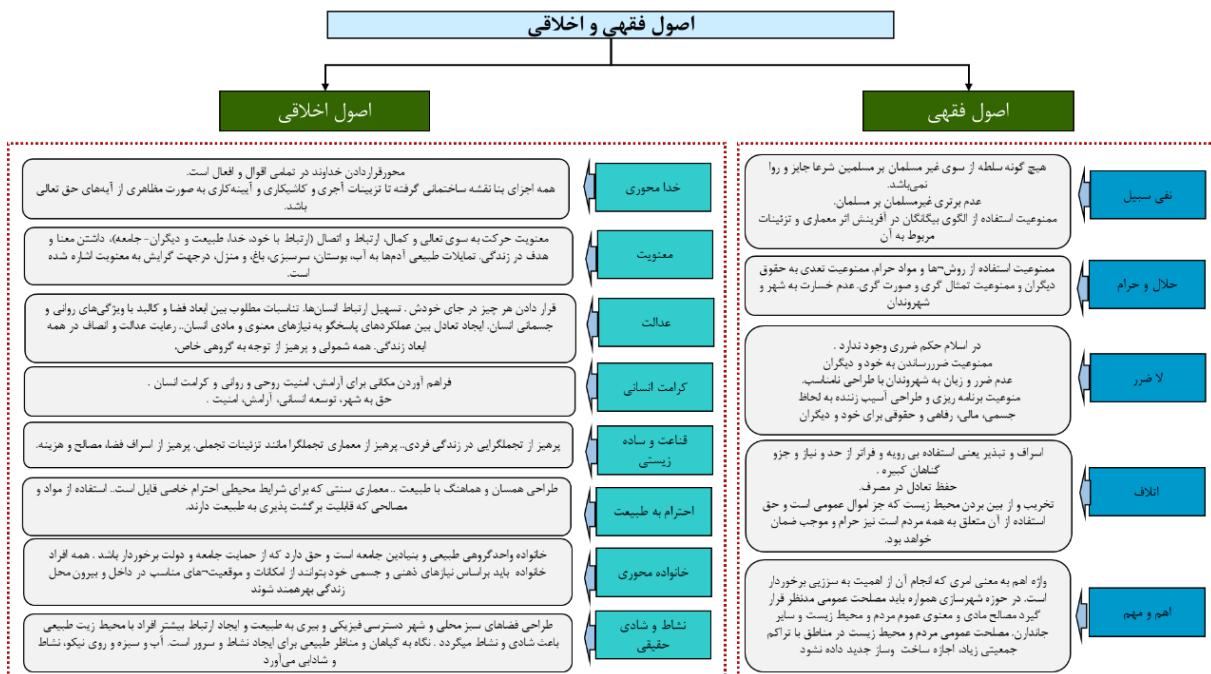 اصول فقهی و اخلاقی
اصول فقهی
نفی سبیل
هیچ گونه سلطه از سوی غیر مسلمان بر مسلمین شرعا جایز و روا
نمی‌باشد.
عدم برتری غیرمسلمان بر مسلمان.
ممنوعیت استفاده از الگوی بیگانگان در آفرینش اثر معماری و تزئینات
مربوط به آن
حلال و حرام
ممنوعیت استفاده از روش¬ها و مواد حرام. ممنوعیت تعدی به حقوق
دیگران و ممنوعیت تمثال گری و صورت گری. عدم خسارت به شهر و
شهروندان
لا ضرر
در اسلام حکم ضرری وجود ندارد .
ممنوعیت ضرررساندن به خود و دیگران
عدم ضرر و زیان به شهروندان با طراحی نامناسب.
منوعیت برنامه ریزی و طراحی آسیب زننده به لحاظ
جسمی، مالی، رفاهی و حقوقی برای خود و دیگران
اتلاف
اسراف و تبذیر یعنی استفاده بی رویه و فراتر از حد و نیاز و جزو
گناهان کبیره .
حفظ تعادل در مصرف.
تخریب و از بین بردن محیط زیست که جز اموال عمومی است و حق
استفاده از آن متعلق به همه مردم است نیز حرام و موجب ضمان
خواهد بود.
اهم و مهم
واژه اهم به معنی امری که انجام آن از اهمیت به سززیی برخوردار
است. در حوزه شهرسازی همواره باید مصلحت عمومی مدنظر قرار
گیرد مصالح مادی و معنوی عموم مردم و محیط زیست و سایر
جاندارن. مصلحت عمومی مردم و محیط زیست در مناطق با تراکم
جمعیتی زیاد، اجازه ساخت وساز جدید داده نشود
اصول اخلاقی
خدا محوری
محورقراردادن خداوند در تمامی اقوال و افعال است.
همه اجزای بنا نقشه ساختمانی گرفته تا تزیینات آجری و کاشیکاری و آیینه‌کاری به صورت مظاهری از آیه‌های حق تعالی
باشد.
معنویت
معنویت حرکت به سوی تعالی و کمال، ارتباط و اتصال (ارتباط با خود، خدا، طبیعت و دیگران- جامعه)، داشتن معنا و
هدف در زندگی. تمایلات طبیعی آدم‌ها به آب، بوستان، سرسبزی، باغ، و منزل، درجهت گرایش به معنویت اشاره شده
است.
عدالت
قرار دادن هر چیز در جای خودش . تسهیل ارتباط انسان‌ها. تناسبات مطلوب بین ابعاد فضا و کالبد با ویژگی‌های روانی و
جسمانی انسان. ایجاد تعادل بین عملکردهای پاسخگو به نیازهای معنوی و مادی انسان.. رعایت عدالت و انصاف در همه
ابعاد زندگی. همه شمولی و پرهیز از توجه به گروهی خاص.
کرامت انسانی
فراهم آوردن مکانی برای آرامش، امنیت روحی و روانی و کرامت انسان .
حق به شهر، توسعه انسانی، آرامش، امنیت .
قناعت و ساده
زیستی
پرهیز از تجملگرایی در زندگی فردی.. پرهیز از معماری تجملگرا مانند تزئینات تجملی. پرهیز از اسراف فضا، مصالح و هزینه.
احترام به طبیعت
طراحی همسان و هماهنگ با طبیعت .. معماری سنتی که برای شرایط محیطی احترام خاصی قایل است.. استفاده از مواد و
مصالحی که قابلیت برگشت پذیری به طبیعت دارند.
خانواده محوری
خانواده واحدگروهی طبیعی و بنیادین جامعه است و حق دارد که از حمایت جامعه و دولت برخوردار باشد . همه افراد
خانواده باید براساس نیازهای ذهنی و جسمی خود بتوانند از امکانات و موقعیت¬های مناسب در داخل و بیرون محل
زندگی بهرهمند شوند
نشاط و شادی
حقیقی
طراحی فضاهای سبز محلی و شهر دسترسی فیزیکی و بیری به طبیعت و ایجاد ارتباط بیشتر افراد با محیط زیت طبیعی
باعث شادی و نشاط میگردد . نگاه به گیاهان و مناظر طبیعی برای ایجاد نشاط و سرور است. آب و سبزه و روی نیکو، نشاط
و شادابی می‌آورد